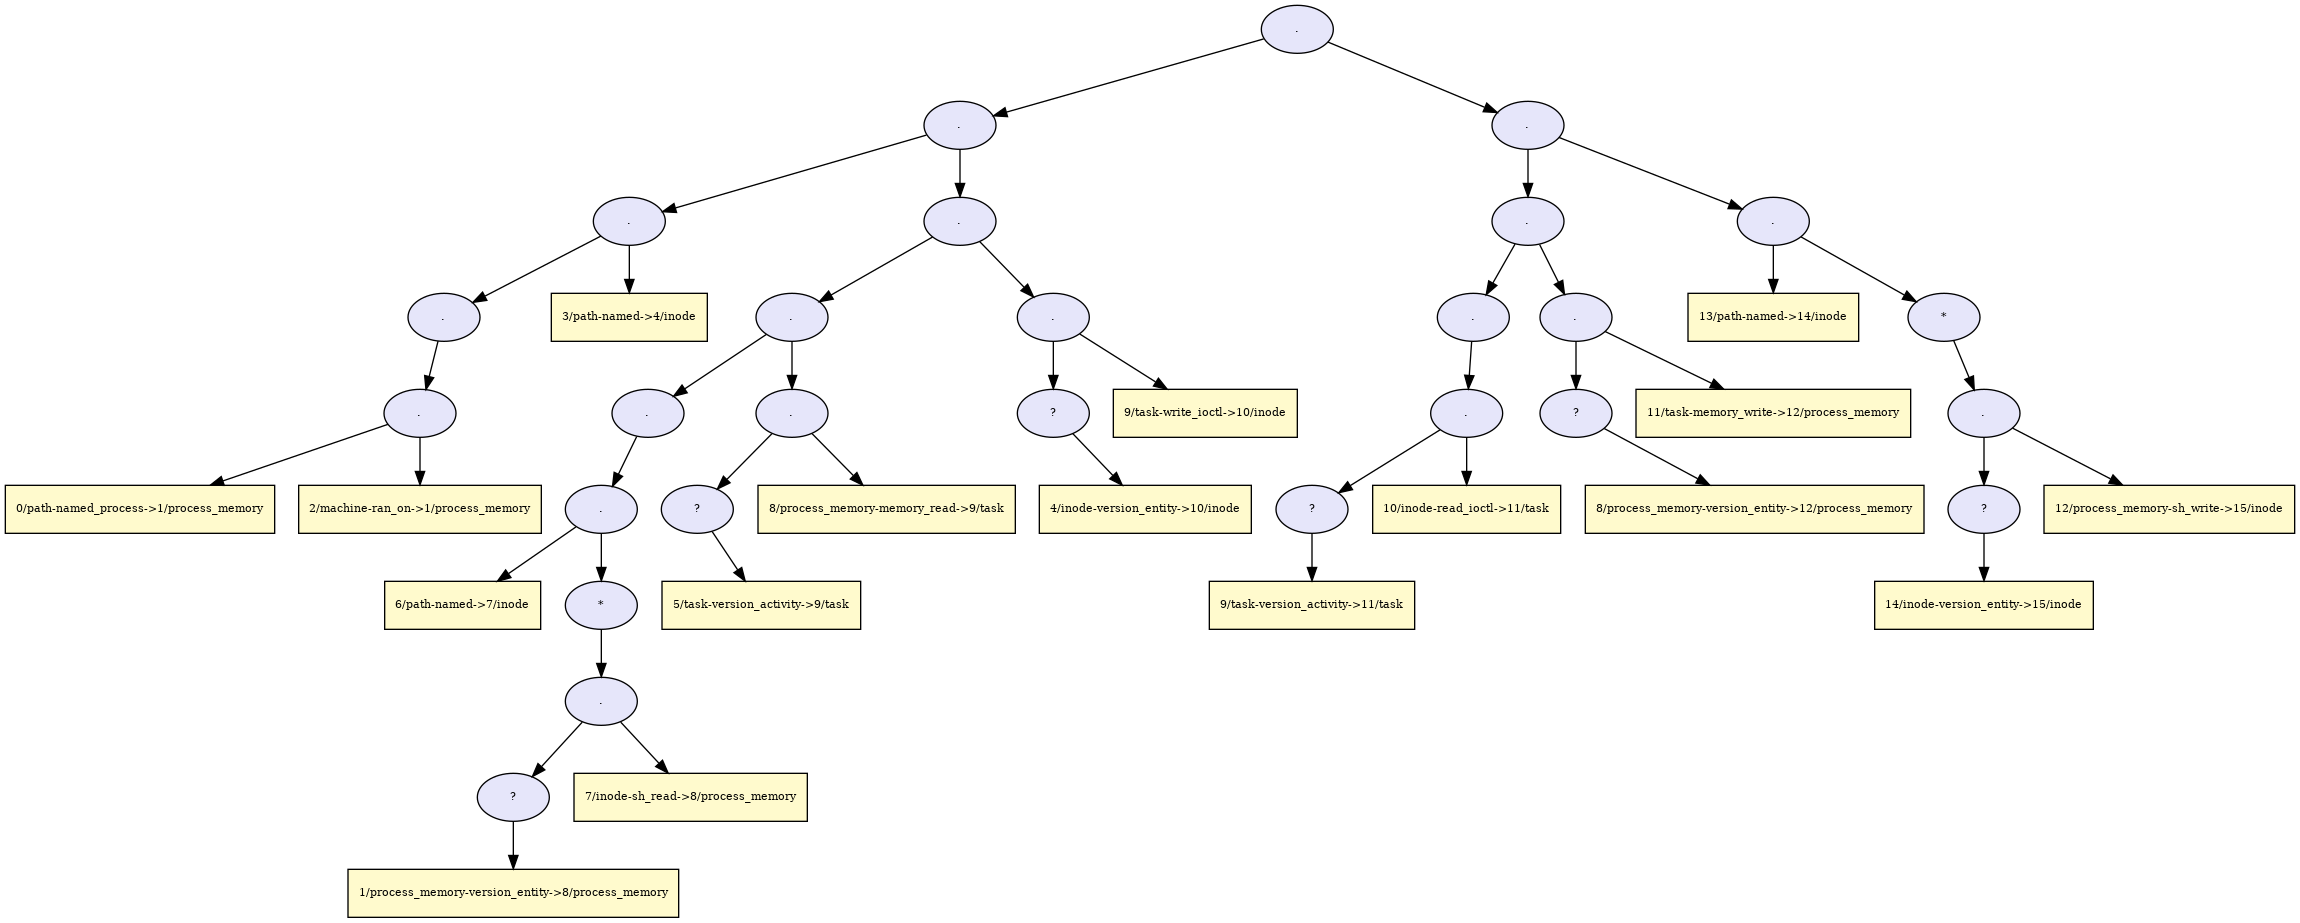 .
.
.
.
.
.
.
3/path-named->4/inode
.
.
.
.
13/path-named->14/inode
*
.
.
.
?
9/task-write_ioctl->10/inode
.
?
11/task-memory_write->12/process_memory
.
0/path-named_process->1/process_memory
2/machine-ran_on->1/process_memory
.
?
8/process_memory-memory_read->9/task
4/inode-version_entity->10/inode
?
10/inode-read_ioctl->11/task
8/process_memory-version_entity->12/process_memory
?
12/process_memory-sh_write->15/inode
6/path-named->7/inode
*
5/task-version_activity->9/task
9/task-version_activity->11/task
14/inode-version_entity->15/inode
.
?
7/inode-sh_read->8/process_memory
1/process_memory-version_entity->8/process_memory